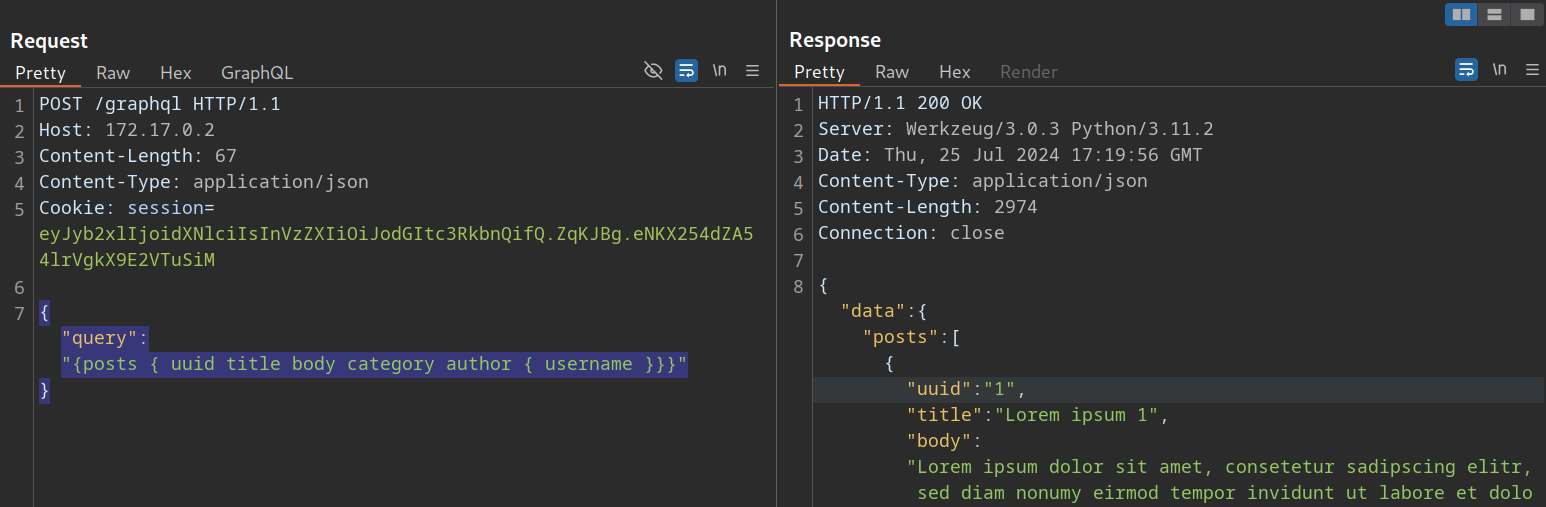 Request
Pretty Raw Hex GraphQL \n
1 POST /graphql HTTP/1.1
2 Host: 172.17.0.2
3 Content-Length: 67
4 Content-Type: application/json
5 Cookie: session=
eyJyb2xlIjoidXNlciIsInVzZXIiOiJodGItc3RkbnQifQ.ZqKJBg.eNKX254dZA5
4lrVgkX9E2VTuSiM
6
7 {
"query":
"{posts { uuid title body category author { username }}}"
}
Response
Pretty Raw Hex Render \n
1 HTTP/1.1 200 OK
2 Server: Werkzeug/3.0.3 Python/3.11.2
3 Date: Thu, 25 Jul 2024 17:19:56 GMT
4 Content-Type: application/json
5 Content-Length: 2974
6 Connection: close
7
8 {
"data":{
"posts":[
{
"uuid":"1",
"title":"Lorem ipsum 1",
"body":
"Lorem ipsum dolor sit amet, consetetur sadipscing elitr,
sed diam nonumy eirmod tempor invidunt ut labore et dolo